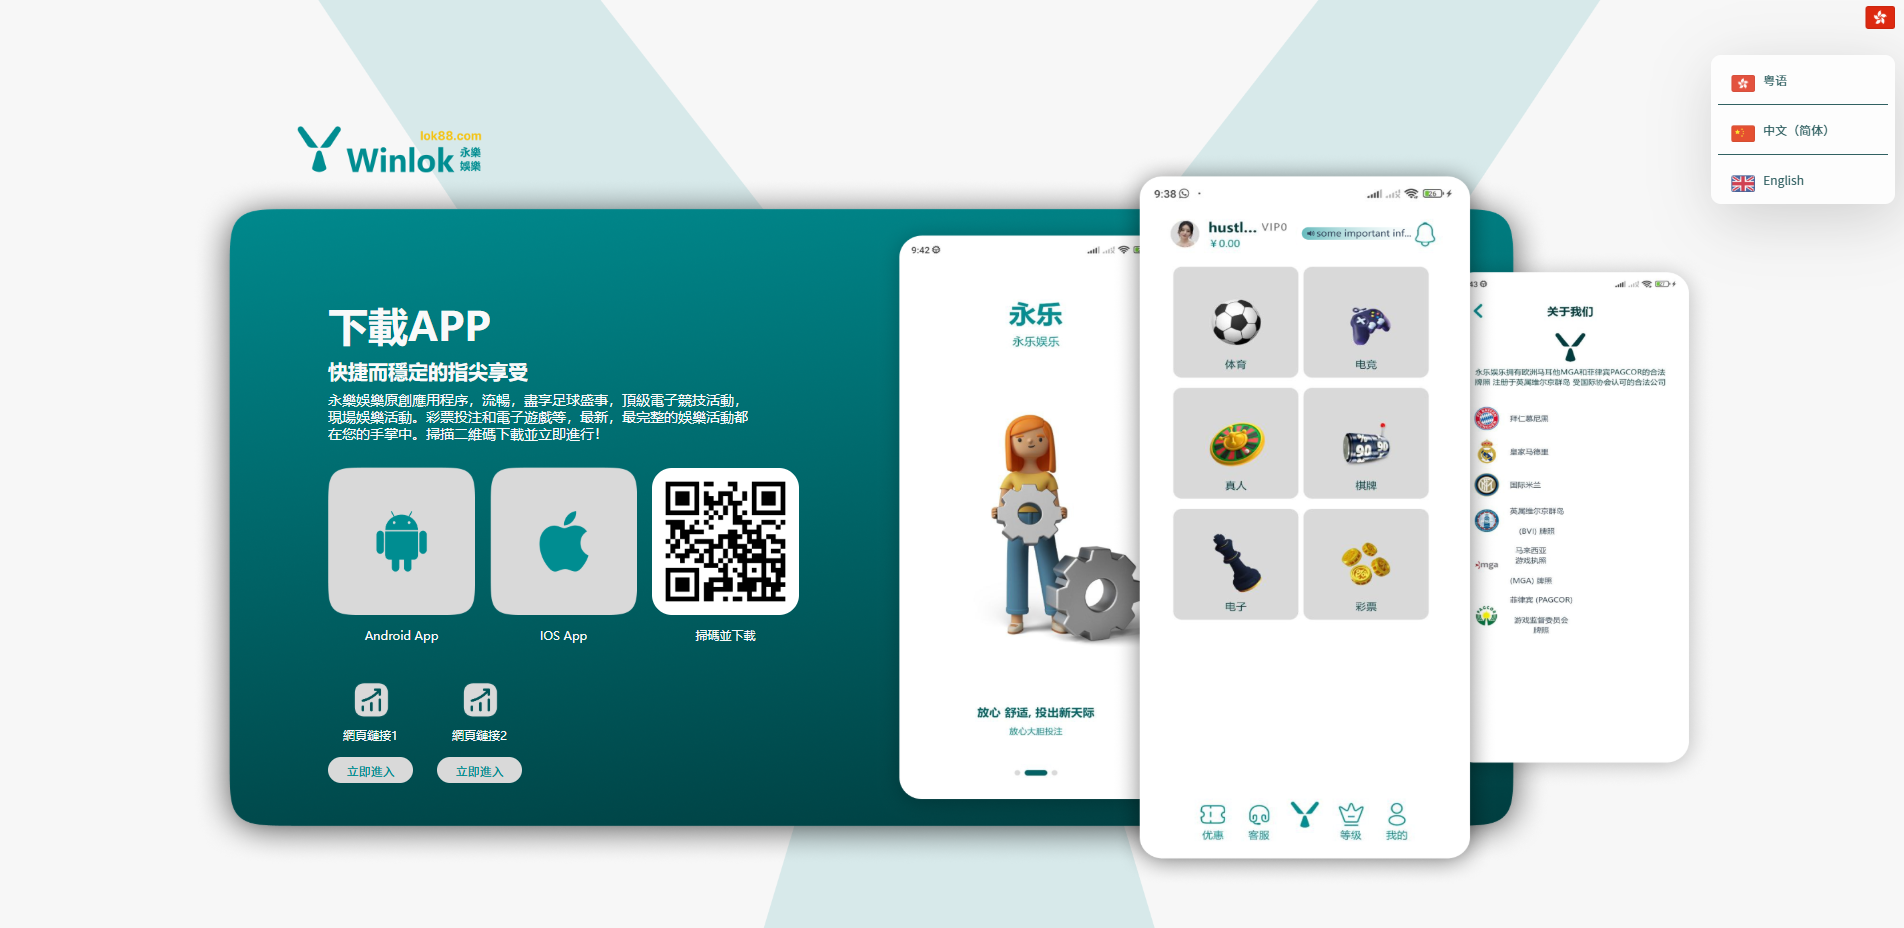 粤语
中文（简体）
English
lok88.com
Winlok 永樂
娛樂
下載APP
快捷而穩定的指尖享受
永樂娛樂原創應用程序，流暢，盡享足球盛事，頂級電子競技活動，
現場娛樂活動。彩票投注和電子遊戲等，最新，最完整的娛樂活動都
在您的手掌中。掃描二維碼下載並立即進行！
Android App
IOS App
掃碼並下載
網頁鏈接1
網頁鏈接2
立即進入
立即進入
9:42
永乐
永乐娱乐
放心 舒适, 投出新天际
放心大胆投注
9:38
26
hustl... VIP0
¥ 0.00
some important inf...
体育
电竞
真人
90
90
棋牌
电子
彩票
优惠
客服
等级
我的
43
关于我们
永乐娱乐拥有欧洲马耳他MGA和菲律宾PAGCOR的合法
牌照 注册于英属维尔京群岛 受国际协会认可的合法公司
拜仁慕尼黑
皇家马德里
国际米兰
英属维尔京群岛
(BVI) 牌照
马来西亚
游戏执照
mga
(MGA) 牌照
菲律宾 (PAGCOR)
PAGCOR
游戏监督委员会
牌照